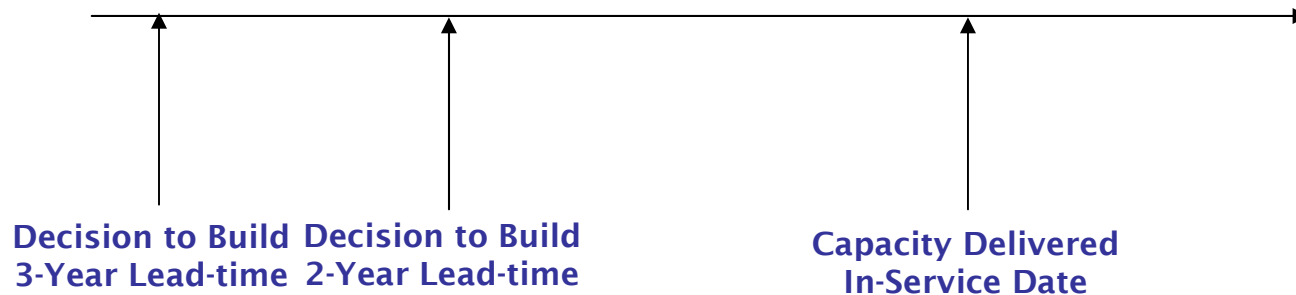 Decision to Build
3-Year Lead-time
Decision to Build
2-Year Lead-time
Capacity Delivered
In-Service Date